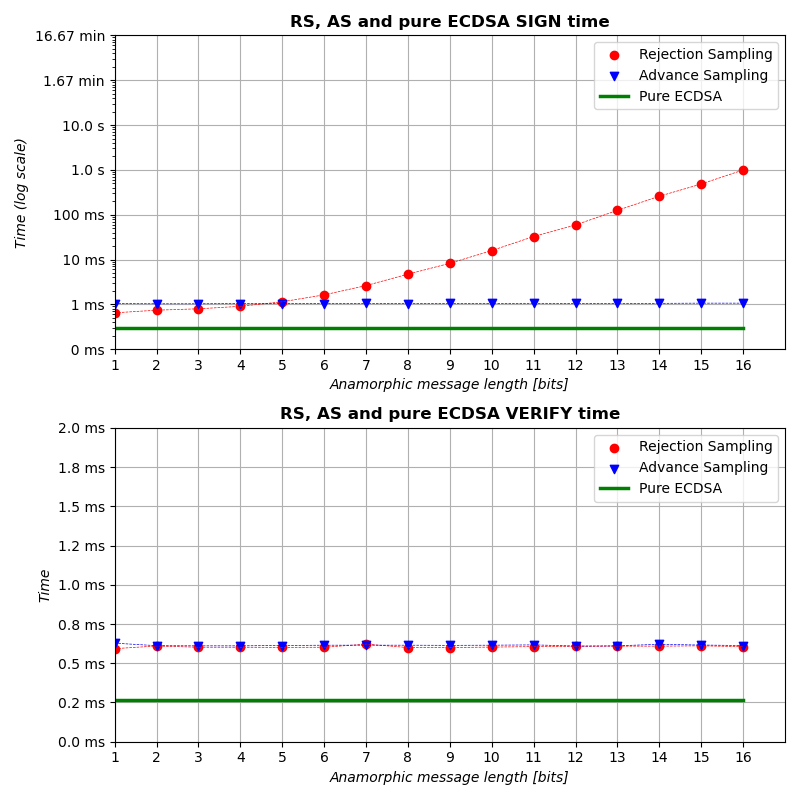 RS, AS and pure ECDSA SIGN time
16.67 min
1.67 min
10.0 s
1.0 s
100 ms
10 ms
1 ms
0 ms
Time (log scale)
Rejection Sampling
Advance Sampling
Pure ECDSA
1 2 3 4 5 6 7 8 9 10 11 12 13 14 15 16
Anamorphic message length [bits]
RS, AS and pure ECDSA VERIFY time
2.0 ms
1.8 ms
1.5 ms
1.2 ms
1.0 ms
0.8 ms
0.5 ms
0.2 ms
0.0 ms
Time
Rejection Sampling
Advance Sampling
Pure ECDSA
1 2 3 4 5 6 7 8 9 10 11 12 13 14 15 16
Anamorphic message length [bits]